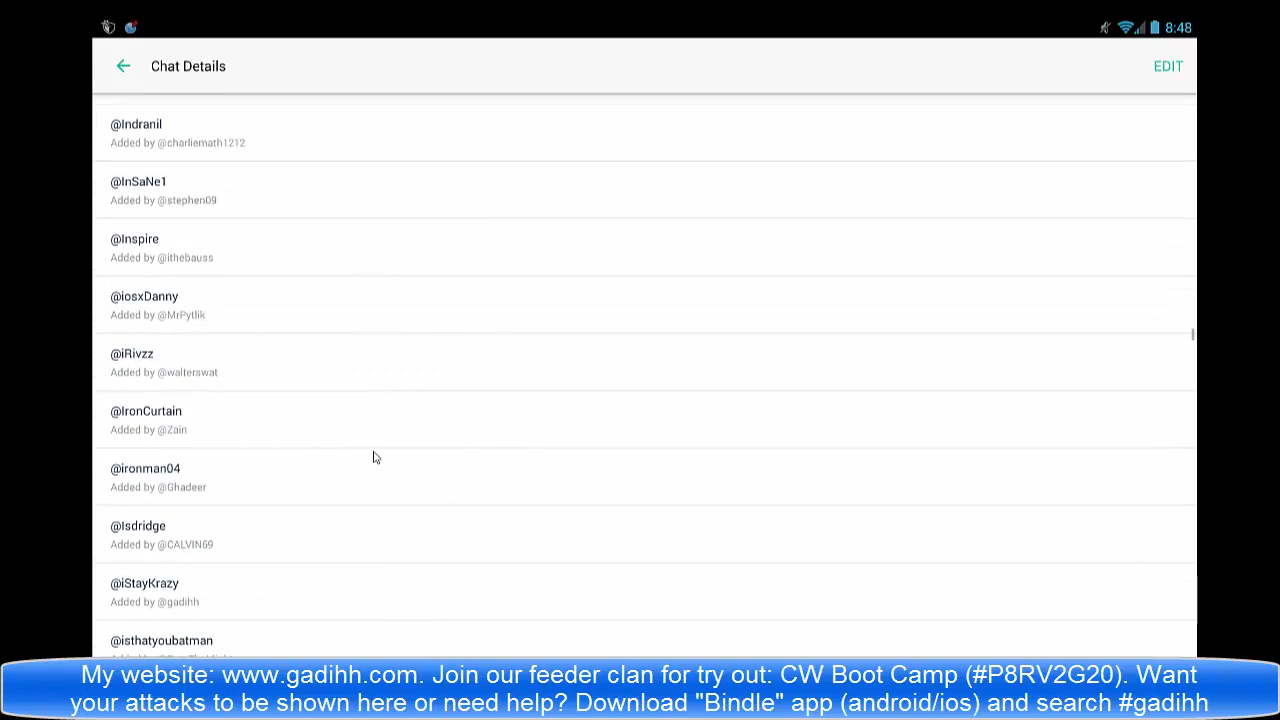 8:48
Chat Details
EDIT
@Indranil
Added by @charliemath1212
@InSaNe1
Added by @stephen09
@Inspire
Added by @ithebauss
@iosxDanny
Added by @MrPytlik
@iRivzz
Added by @walterswat
@IronCurtain
Added by @Zain
@ironman04
Added by @Ghadeer
@Isdridge
Added by @CALVIN69
@iStayKrazy
Added by @gadihh
@isthatyoubatman
My website: www.gadihh.com. Join our feeder clan for try out: CW Boot Camp (#P8RV2G20). Want
your attacks to be shown here or need help? Download "Bindle" app (android/ios) and search #gadihh